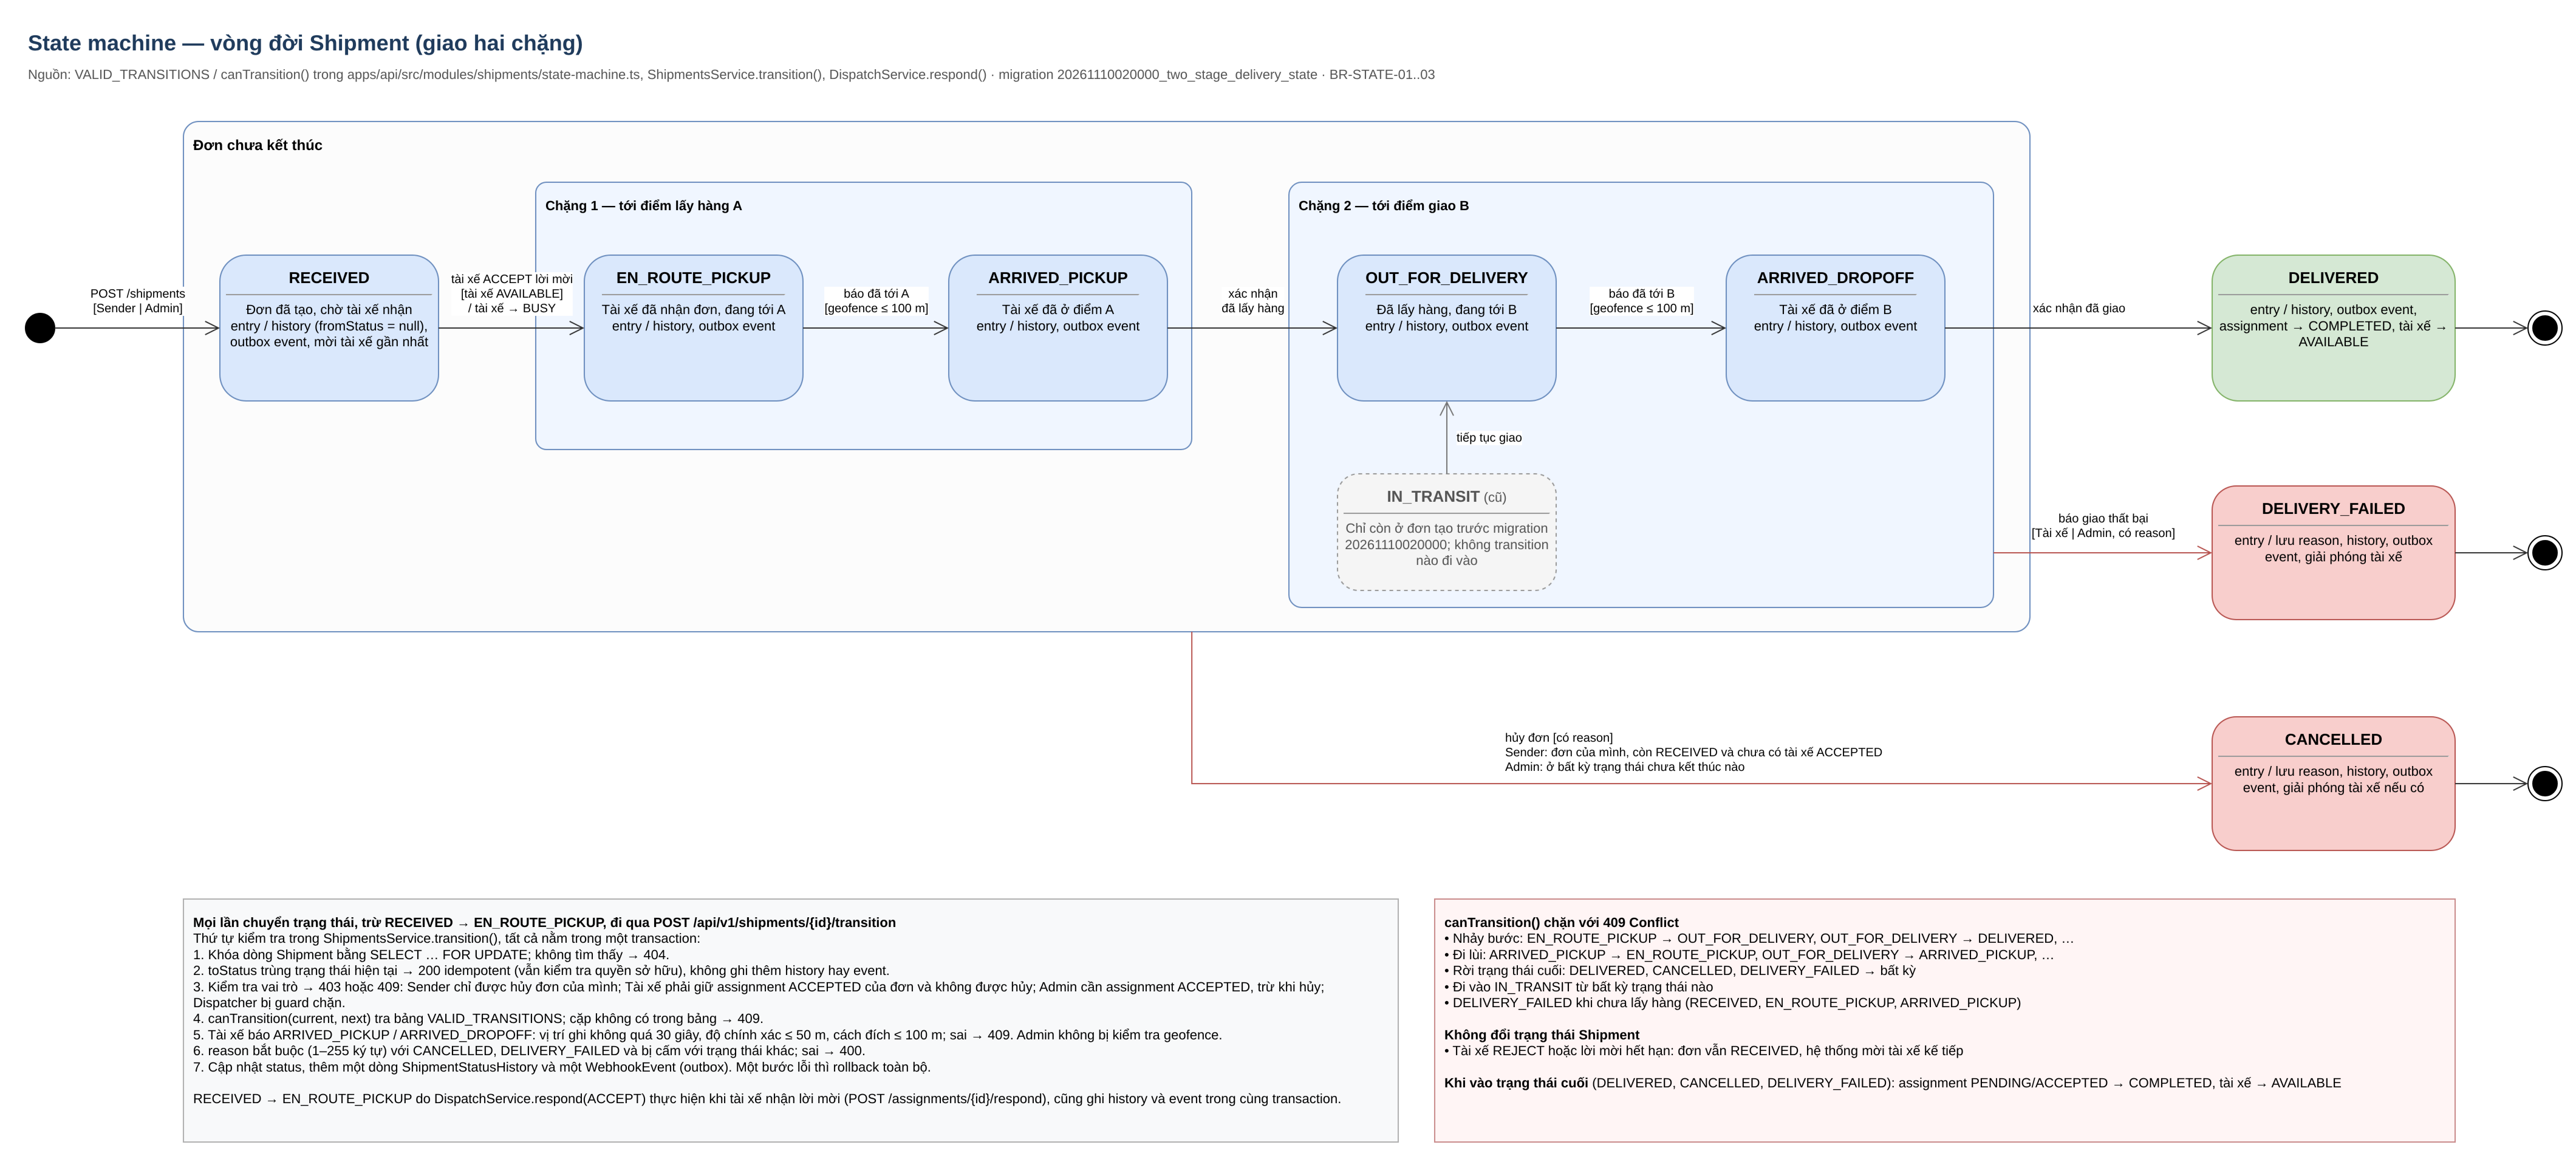 State machine — vòng đời Shipment (giao hai chặng)
Nguồn: VALID_TRANSITIONS / canTransition() trong apps/api/src/modules/shipments/state-machine.ts, ShipmentsService.transition(), DispatchService.respond() · migration 20261110020000_two_stage_delivery_state · BR-STATE-01..03
Đơn chưa kết thúc
Chặng 1 — tới điểm lấy hàng A
Chặng 2 — tới điểm giao B
POST /shipments
[Sender | Admin]
RECEIVED
Đơn đã tạo, chờ tài xế nhận
entry / history (fromStatus = null),
outbox event, mời tài xế gần nhất
tài xế ACCEPT lời mời
[tài xế AVAILABLE]
/ tài xế → BUSY
EN_ROUTE_PICKUP
Tài xế đã nhận đơn, đang tới A
entry / history, outbox event
báo đã tới A
[geofence ≤ 100 m]
ARRIVED_PICKUP
Tài xế đã ở điểm A
entry / history, outbox event
xác nhận
đã lấy hàng
OUT_FOR_DELIVERY
Đã lấy hàng, đang tới B
entry / history, outbox event
báo đã tới B
[geofence ≤ 100 m]
ARRIVED_DROPOFF
Tài xế đã ở điểm B
entry / history, outbox event
xác nhận đã giao
DELIVERED
entry / history, outbox event,
assignment → COMPLETED, tài xế →
AVAILABLE
tiếp tục giao
IN_TRANSIT (cũ)
Chỉ còn ở đơn tạo trước migration
20261110020000; không transition
nào đi vào
báo giao thất bại
[Tài xế | Admin, có reason]
DELIVERY_FAILED
entry / lưu reason, history, outbox
event, giải phóng tài xế
hủy đơn [có reason]
Sender: đơn của mình, còn RECEIVED và chưa có tài xế ACCEPTED
Admin: ở bất kỳ trạng thái chưa kết thúc nào
CANCELLED
entry / lưu reason, history, outbox
event, giải phóng tài xế nếu có
Mọi lần chuyển trạng thái, trừ RECEIVED → EN_ROUTE_PICKUP, đi qua POST /api/v1/shipments/{id}/transition
Thứ tự kiểm tra trong ShipmentsService.transition(), tất cả nằm trong một transaction:
1. Khóa dòng Shipment bằng SELECT … FOR UPDATE; không tìm thấy → 404.
2. toStatus trùng trạng thái hiện tại → 200 idempotent (vẫn kiểm tra quyền sở hữu), không ghi thêm history hay event.
3. Kiểm tra vai trò → 403 hoặc 409: Sender chỉ được hủy đơn của mình; Tài xế phải giữ assignment ACCEPTED của đơn và không được hủy; Admin cần assignment ACCEPTED, trừ khi hủy;
Dispatcher bị guard chặn.
4. canTransition(current, next) tra bảng VALID_TRANSITIONS; cặp không có trong bảng → 409.
5. Tài xế báo ARRIVED_PICKUP / ARRIVED_DROPOFF: vị trí ghi không quá 30 giây, độ chính xác ≤ 50 m, cách đích ≤ 100 m; sai → 409. Admin không bị kiểm tra geofence.
6. reason bắt buộc (1–255 ký tự) với CANCELLED, DELIVERY_FAILED và bị cấm với trạng thái khác; sai → 400.
7. Cập nhật status, thêm một dòng ShipmentStatusHistory và một WebhookEvent (outbox). Một bước lỗi thì rollback toàn bộ.
RECEIVED → EN_ROUTE_PICKUP do DispatchService.respond(ACCEPT) thực hiện khi tài xế nhận lời mời (POST /assignments/{id}/respond), cũng ghi history và event trong cùng transaction.
canTransition() chặn với 409 Conflict
• Nhảy bước: EN_ROUTE_PICKUP → OUT_FOR_DELIVERY, OUT_FOR_DELIVERY → DELIVERED, …
• Đi lùi: ARRIVED_PICKUP → EN_ROUTE_PICKUP, OUT_FOR_DELIVERY → ARRIVED_PICKUP, …
• Rời trạng thái cuối: DELIVERED, CANCELLED, DELIVERY_FAILED → bất kỳ
• Đi vào IN_TRANSIT từ bất kỳ trạng thái nào
• DELIVERY_FAILED khi chưa lấy hàng (RECEIVED, EN_ROUTE_PICKUP, ARRIVED_PICKUP)
Không đổi trạng thái Shipment
• Tài xế REJECT hoặc lời mời hết hạn: đơn vẫn RECEIVED, hệ thống mời tài xế kế tiếp
Khi vào trạng thái cuối (DELIVERED, CANCELLED, DELIVERY_FAILED): assignment PENDING/ACCEPTED → COMPLETED, tài xế → AVAILABLE